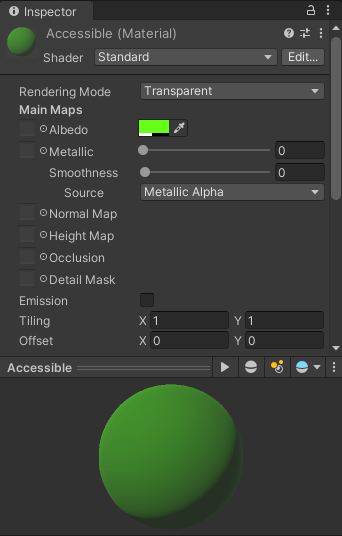 Inspector
Accessible (Material)
Shader Standard Edit...
Rendering Mode Transparent
Main Maps
Albedo
Metallic 0
Smoothness 0
Source Metallic Alpha
Normal Map
Height Map
Occlusion
Detail Mask
Emission
Tiling X 1 Y 1
Offset X 0 Y 0
Accessible